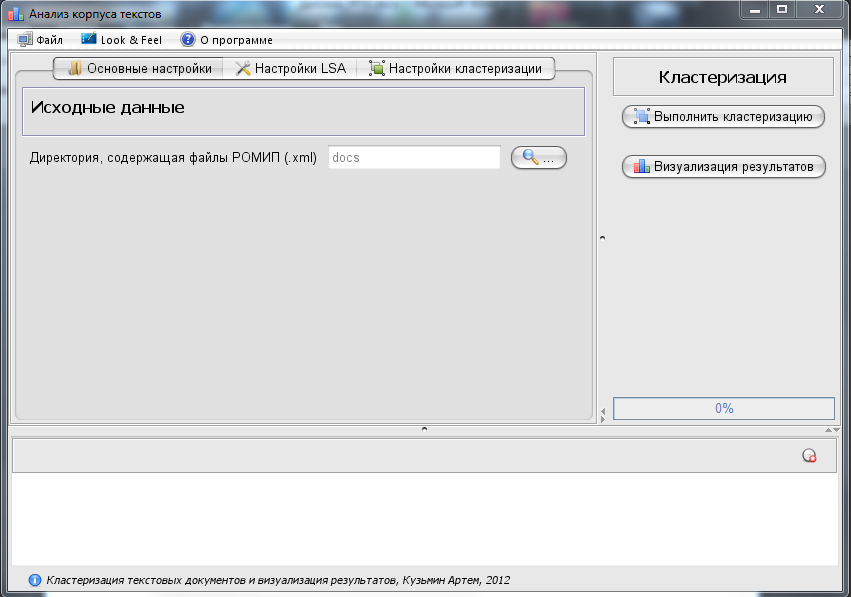 Анализ корпуса текстов
Файл Look & Feel О программе
Основные настройки Настройки LSA Настройки кластеризации
Исходные данные
Директория, содержащая файлы РОМИП (.xml) docs ...
Кластеризация
Выполнить кластеризацию
Визуализация результатов
0%
Кластеризация текстовых документов и визуализация результатов, Кузьмин Артем, 2012